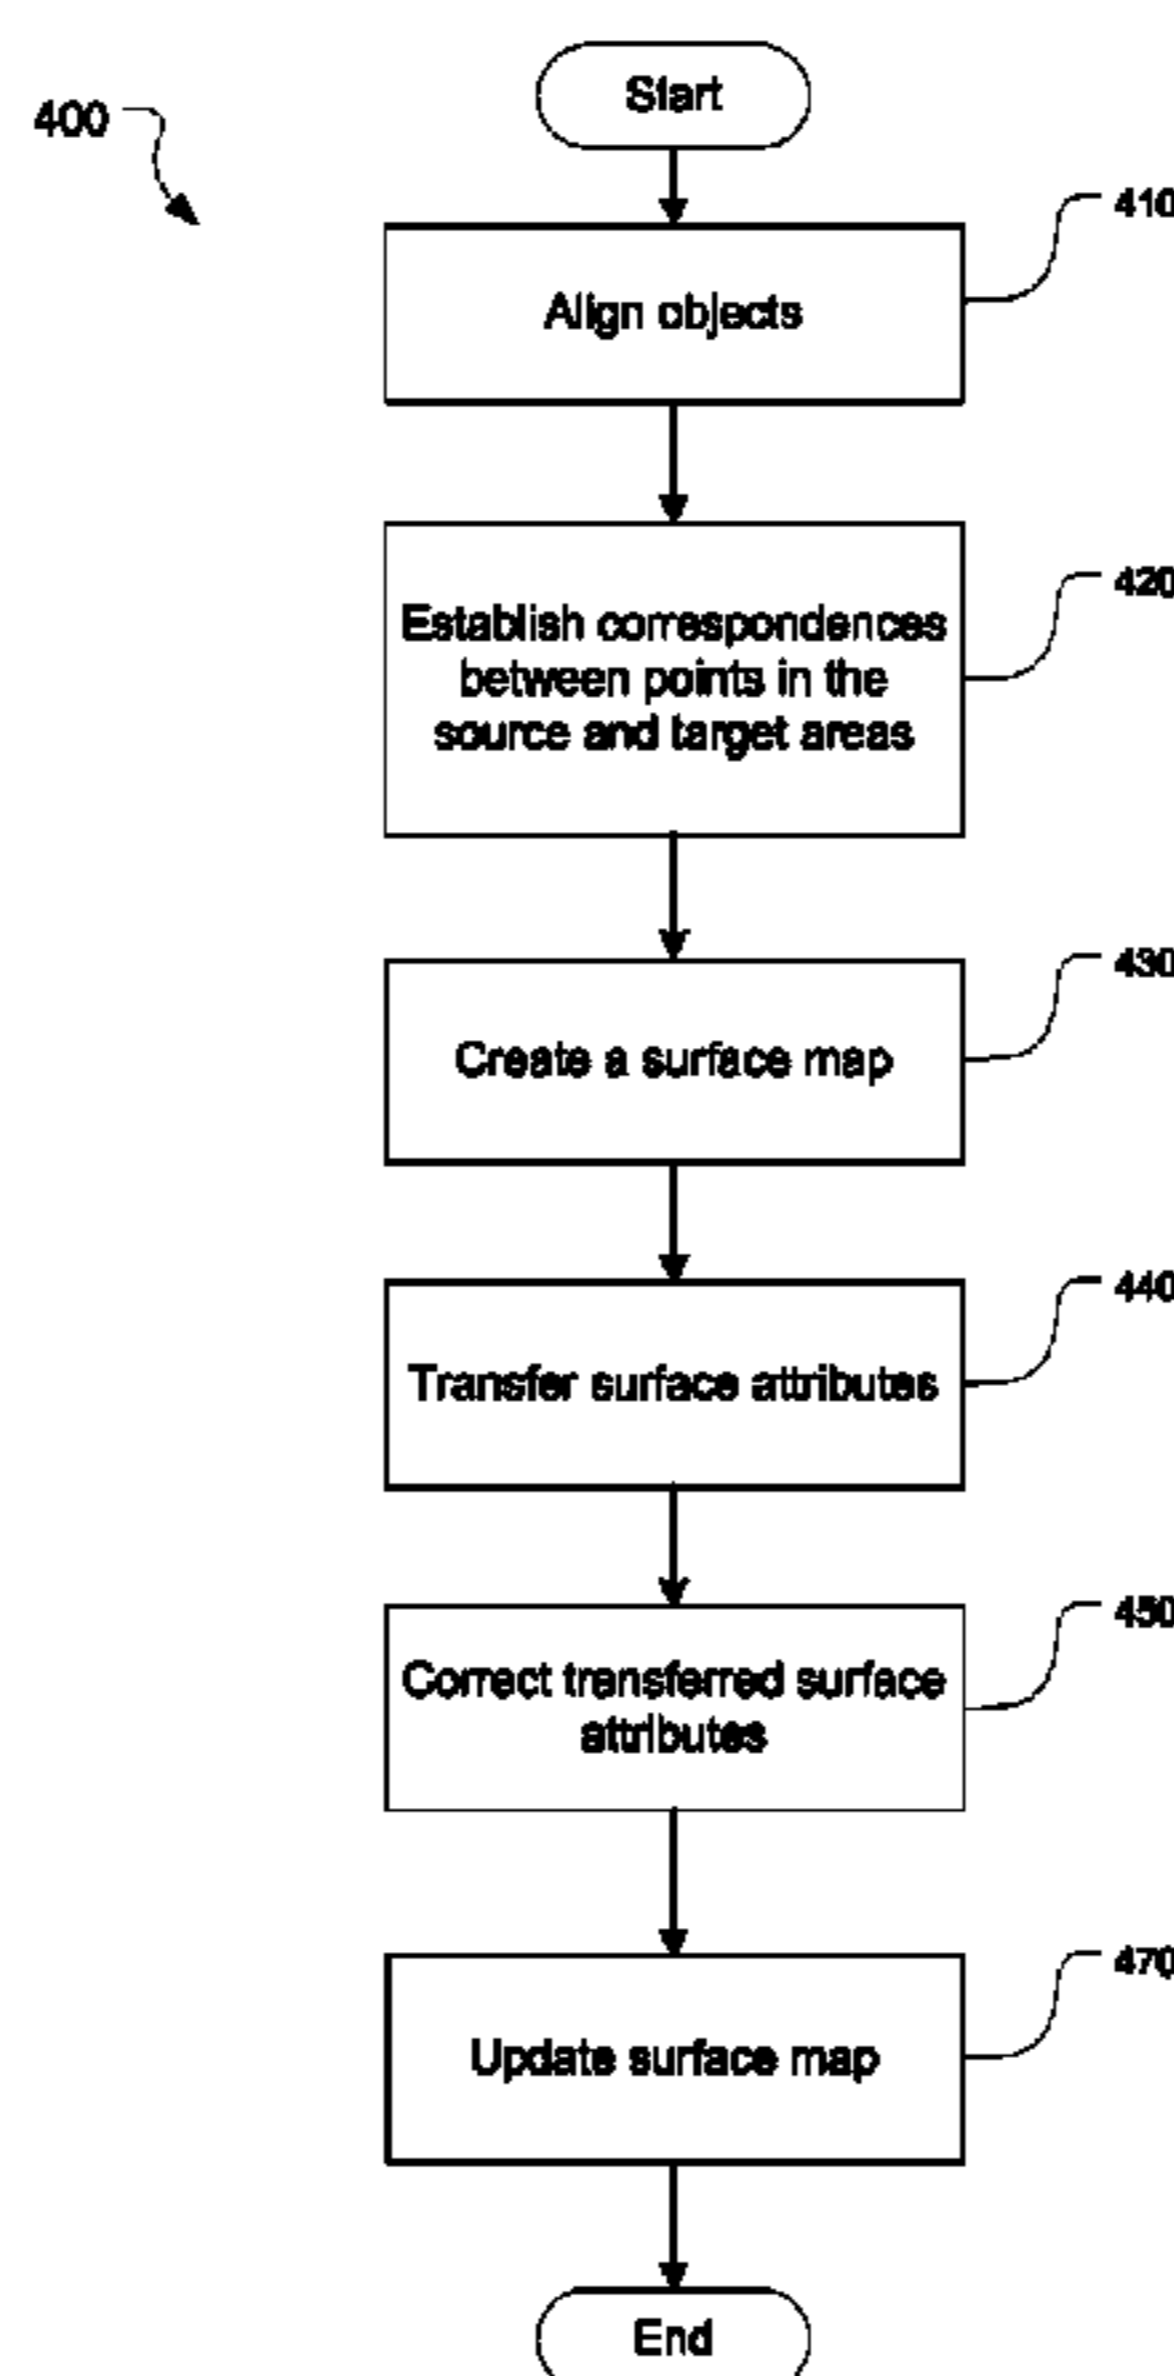 Start
400
410
Align objects
420
Establish correspondences
between points in the
source and target areas
430
Create a surface map
440
Transfer surface attributes
450
Correct transferred surface
attributes
470
Update surface map
End